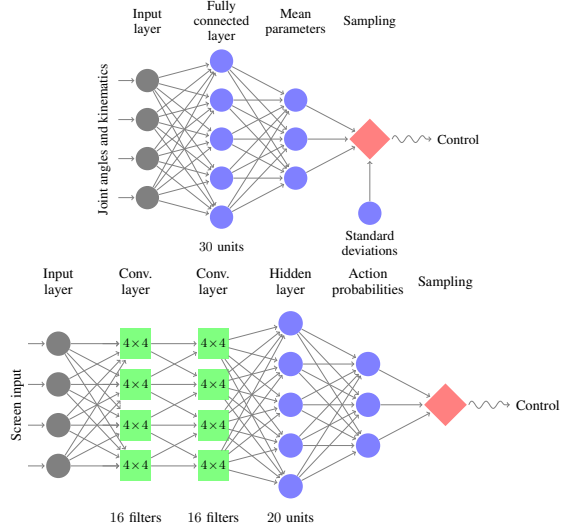 Input
layer
Fully
connected
layer
Mean
parameters
Sampling
Joint angles and kinematics
Control
30 units
Standard
deviations
Input
layer
Conv.
layer
Conv.
layer
Hidden
layer
Action
probabilities
Sampling
Screen input
4×4 4×4
4×4 4×4
4×4 4×4
4×4 4×4
Control
16 filters 16 filters 20 units